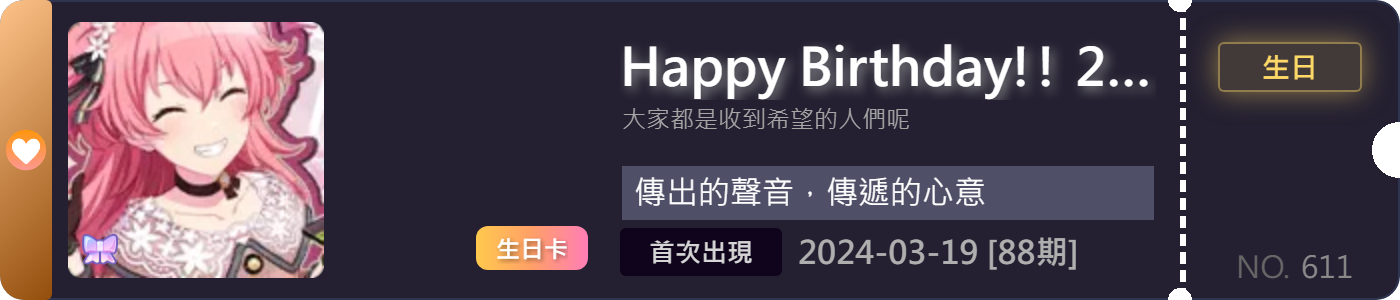 Happy Birthday!! 2...
大家都是收到希望的人們呢
傳出的聲音，傳遞的心意
生日卡
首次出現
2024-03-19 [88期]
生日
NO. 611